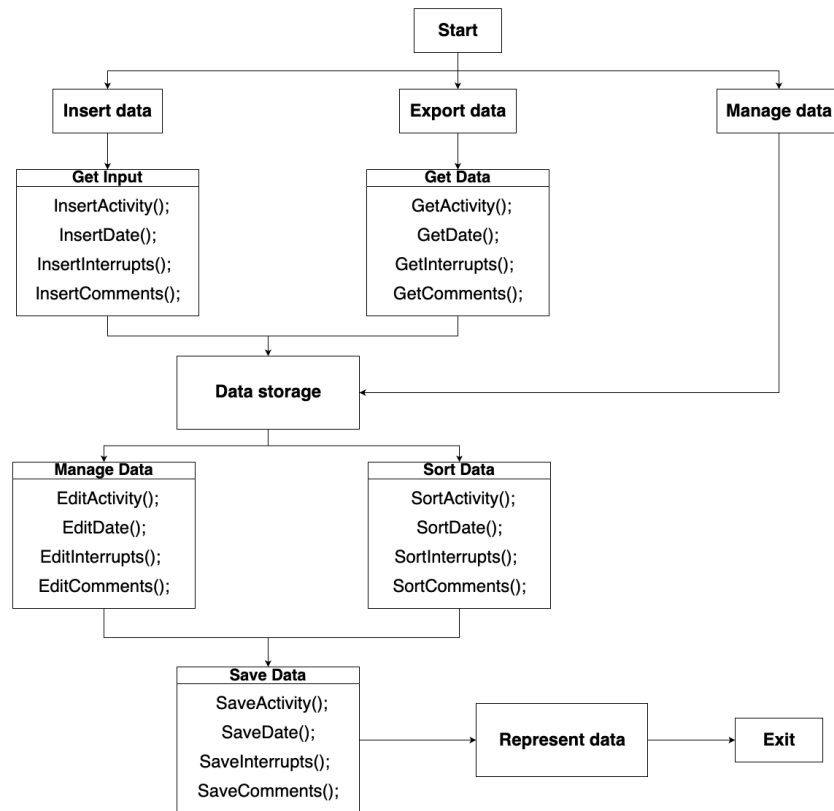 Start
Insert data
Export data
Manage data
Get Input
InsertActivity();
InsertDate();
InsertInterrupts();
InsertComments();
Get Data
GetActivity();
GetDate();
GetInterrupts();
GetComments();
Data storage
Manage Data
EditActivity();
EditDate();
EditInterrupts();
EditComments();
Sort Data
SortActivity();
SortDate();
SortInterrupts();
SortComments();
Save Data
SaveActivity();
SaveDate();
SaveInterrupts();
SaveComments();
Represent data
Exit